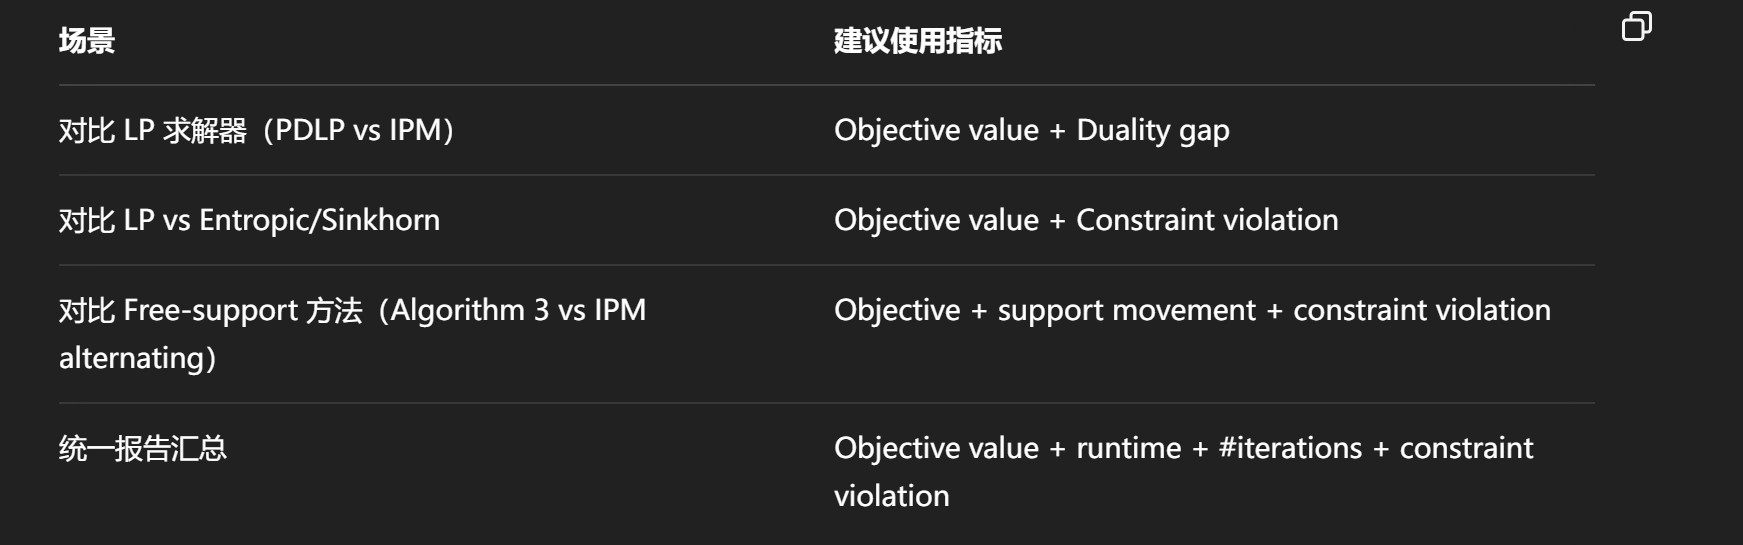 场景
建议使用指标
对比 LP 求解器（PDLP vs IPM）
Objective value + Duality gap
对比 LP vs Entropic/Sinkhorn
Objective value + Constraint violation
对比 Free-support 方法（Algorithm 3 vs IPM
alternating）
Objective + support movement + constraint violation
统一报告汇总
Objective value + runtime + #iterations + constraint
violation